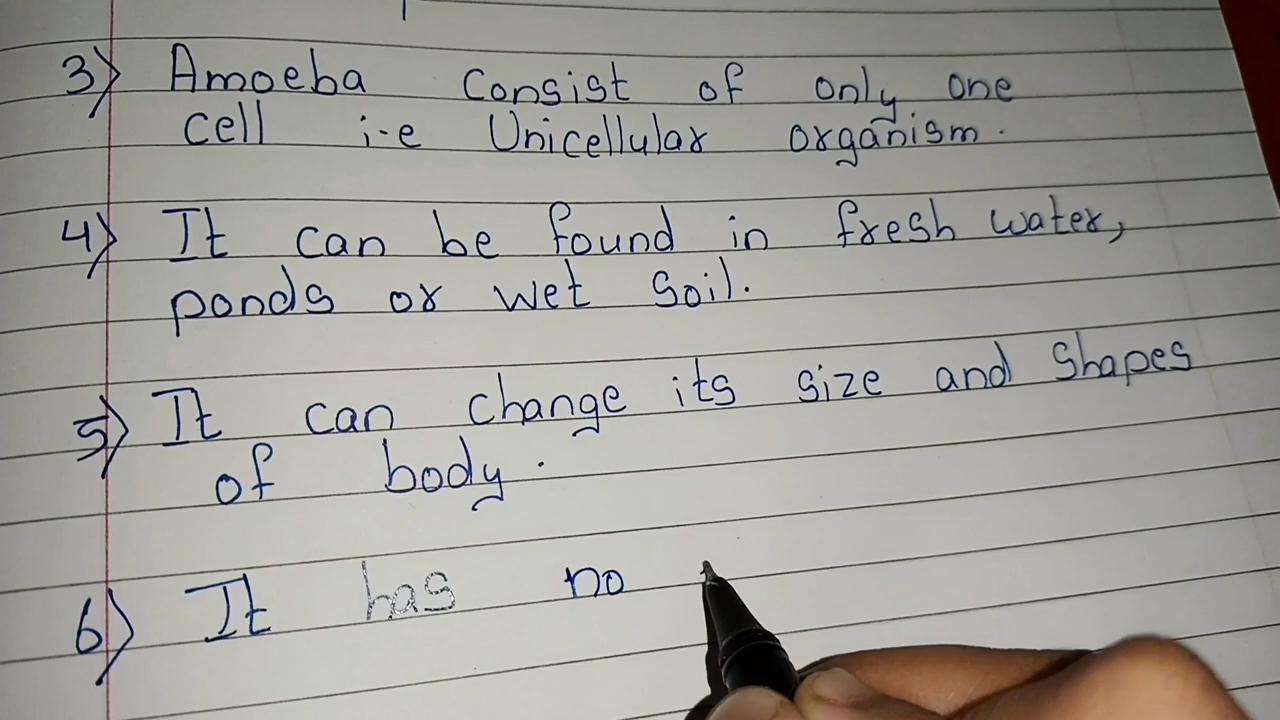 3) Amoeba Consist of only one
cell i-e Unicellular organism.
4) It can be found in fresh water,
ponds or wet soil.
5) It can change its size and shapes
of body.
6) It has no